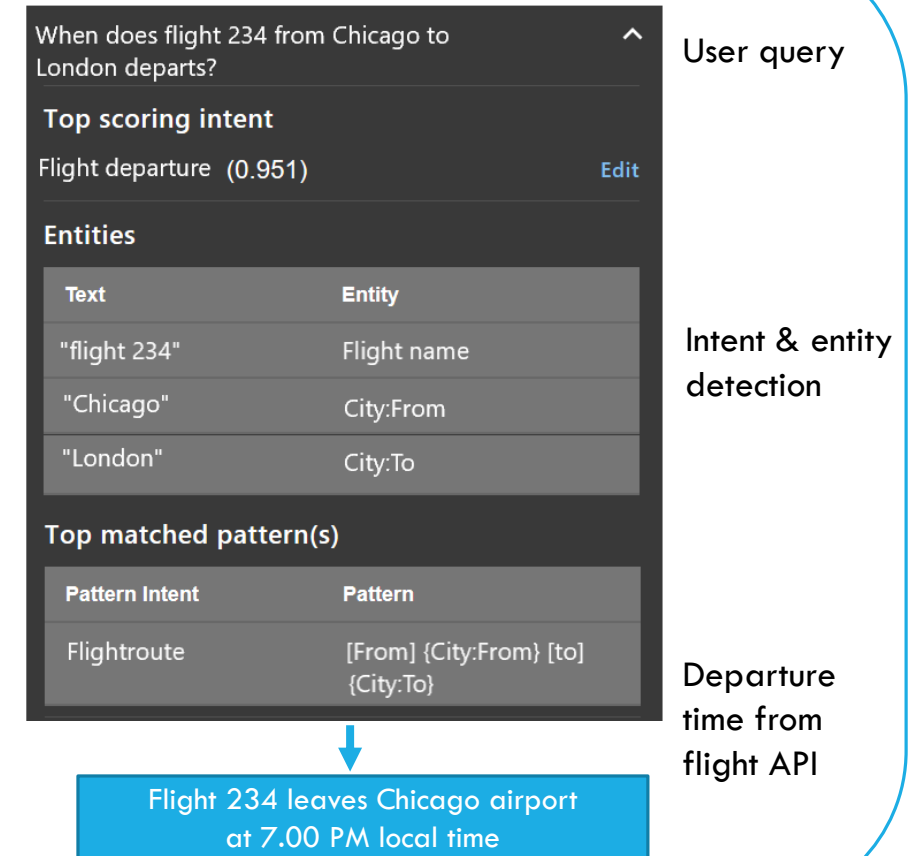 When does flight 234 from Chicago to
London departs?
User query
Top scoring intent
Flight departure (0.951)
Edit
Entities
Text Entity
"flight 234" Flight name
"Chicago" City:From
"London" City:To
Intent & entity
detection
Top matched pattern(s)
Pattern Intent Pattern
Flightroute [From] {City:From} [to]
{City:To}
Departure
time from
flight API
Flight 234 leaves Chicago airport
at 7.00 PM local time